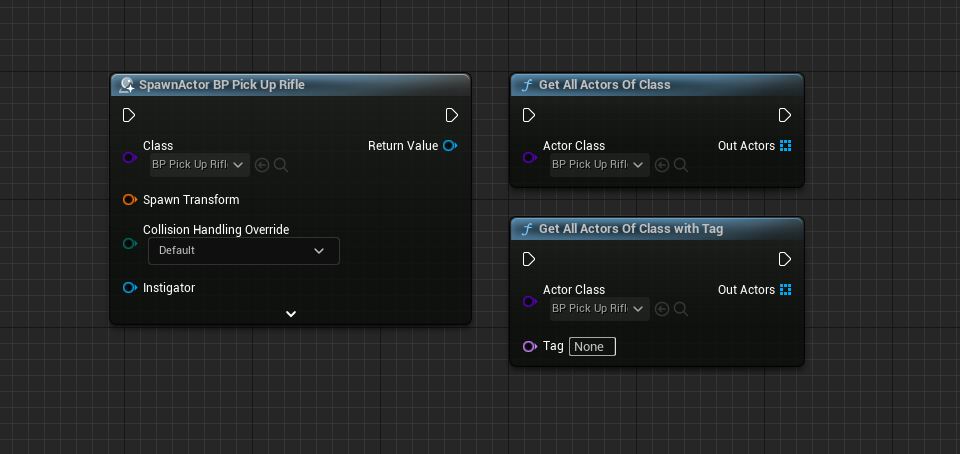 SpawnActor BP Pick Up Rifle
Class
Return Value
BP Pick Up Rifl
Spawn Transform
Collision Handling Override
Default
Instigator
f Get All Actors Of Class
Actor Class
Out Actors
BP Pick Up Rifl
f Get All Actors Of Class with Tag
Actor Class
Out Actors
BP Pick Up Rifl
Tag None